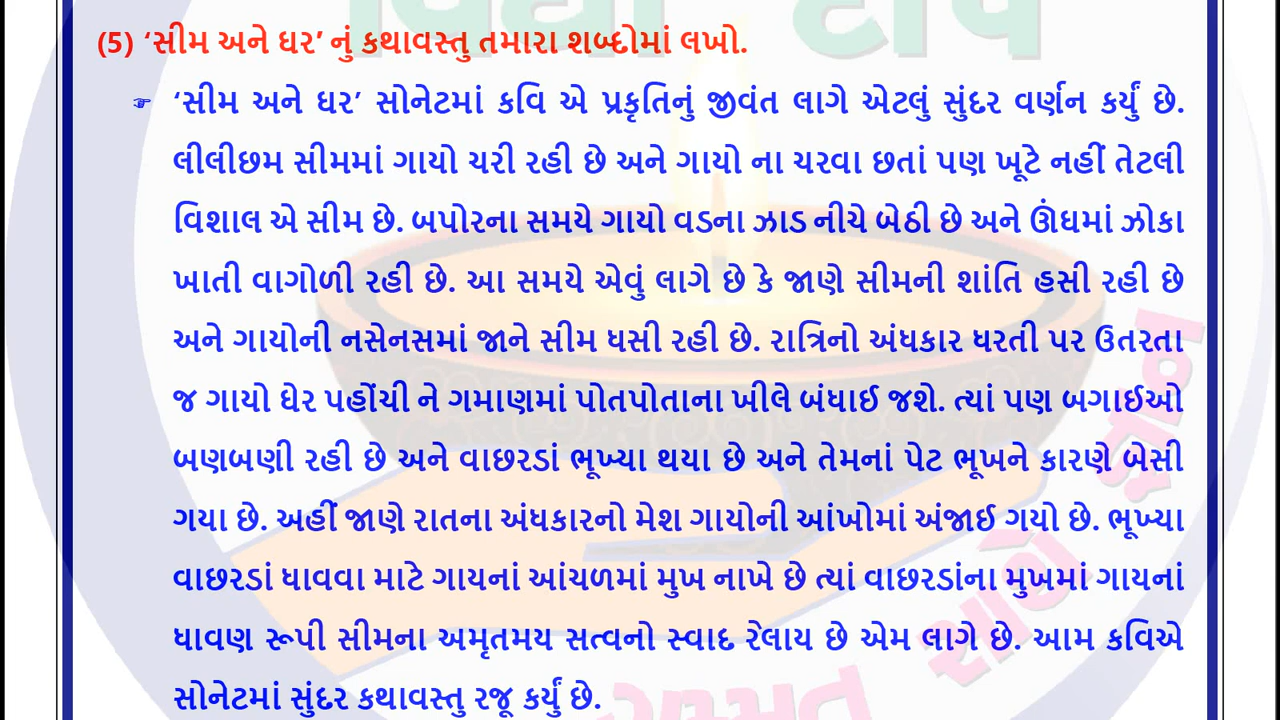 વિદ્યા ટોપ
(5) ‘સીમ અને ઘર’ નું કથાવસ્તુ તમારા શબ્દોમાં લખો.
☞ ‘સીમ અને ઘર’ સોનેટમાં કવિ એ પ્રકૃતિનું જીવંત લાગે એટલું સુંદર વર્ણન કર્યું છે.
લીલીછમ સીમમાં ગાયો ચરી રહી છે અને ગાયો ના ચરવા છતાં પણ ખૂટે નહીં તેટલી
વિશાલ એ સીમ છે. બપોરના સમયે ગાયો વડના ઝાડ નીચે બેઠી છે અને ઊંઘમાં ઝોકા
ખાતી વાગોળી રહી છે. આ સમયે એવું લાગે છે કે જાણે સીમની શાંતિ હસી રહી છે
અને ગાયોની નસેનસમાં જાને સીમ ધસી રહી છે. રાત્રિનો અંધકાર ધરતી પર ઉતરતા
જ ગાયો ઘેર પહોંચી ને ગમાણમાં પોતપોતાના ખીલે બંધાઈ જશે. ત્યાં પણ બગાઈઓ
બણબણી રહી છે અને વાછરડાં ભૂખ્યા થયા છે અને તેમનાં પેટ ભૂખને કારણે બેસી
ગયા છે. અહીં જાણે રાતના અંધકારનો મેશ ગાયોની આંખોમાં અંજાઈ ગયો છે. ભૂખ્યા
વાછરડાં ધાવવા માટે ગાયનાં આંચળમાં મુખ નાખે છે ત્યાં વાછરડાંના મુખમાં ગાયનાં
ધાવણ રૂપી સીમના અમૃતમય સત્વનો સ્વાદ રેલાય છે એમ લાગે છે. આમ કવિએ
સોનેટમાં સુંદર કથાવસ્તુ રજૂ કર્યું છે.
ગમ્મત સાથે જ્ઞાન